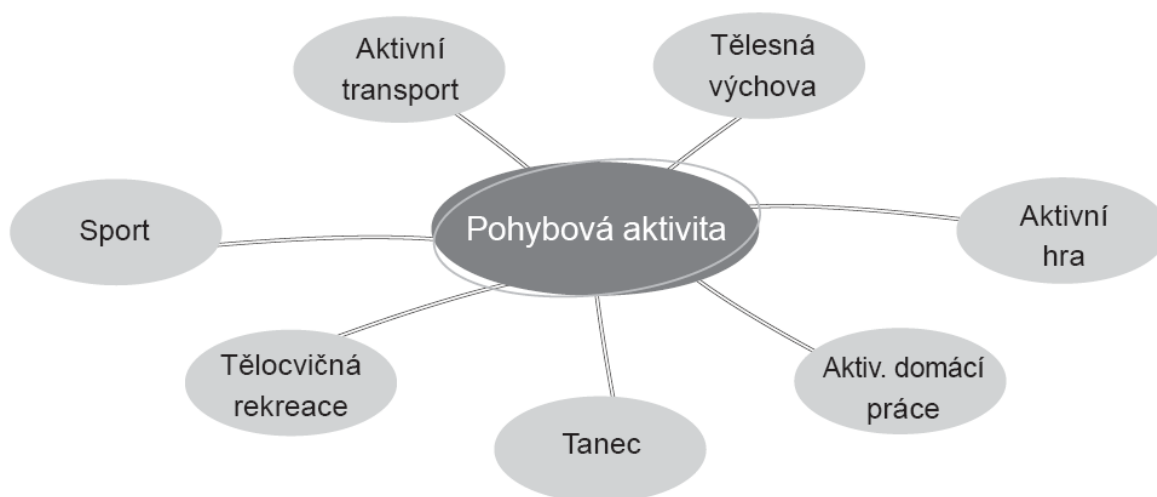 Aktivní
transport
Tělesná
výchova
Sport
Pohybová aktivita
Aktivní
hra
Tělocvičná
rekreace
Aktiv. domácí
práce
Tanec